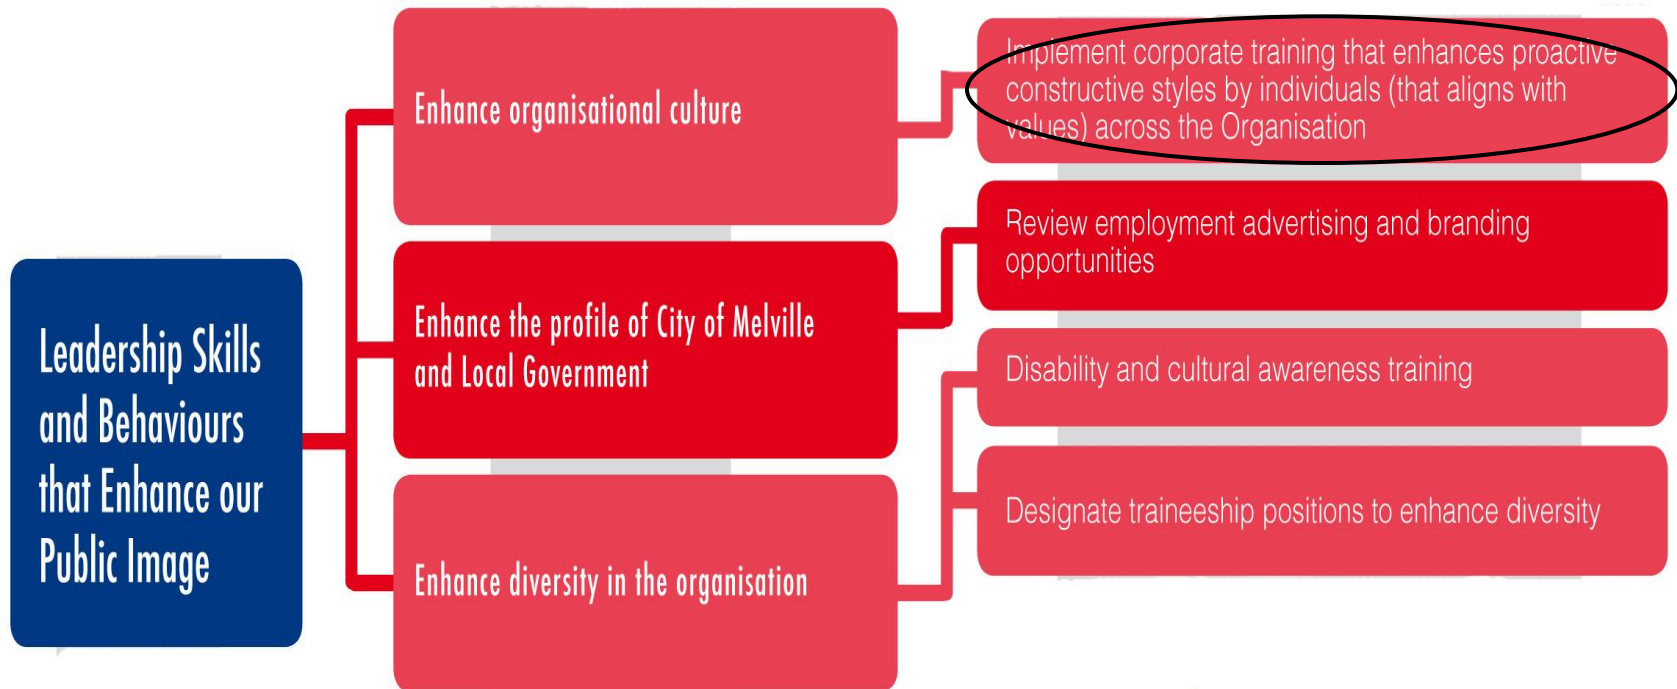 Leadership Skills
and Behaviours
that Enhance our
Public Image
Enhance organisational culture
Implement corporate training that enhances proactive
constructive styles by individuals (that aligns with
values) across the Organisation
Enhance the profile of City of Melville
and Local Government
Review employment advertising and branding
opportunities
Enhance diversity in the organisation
Disability and cultural awareness training
Designate traineeship positions to enhance diversity